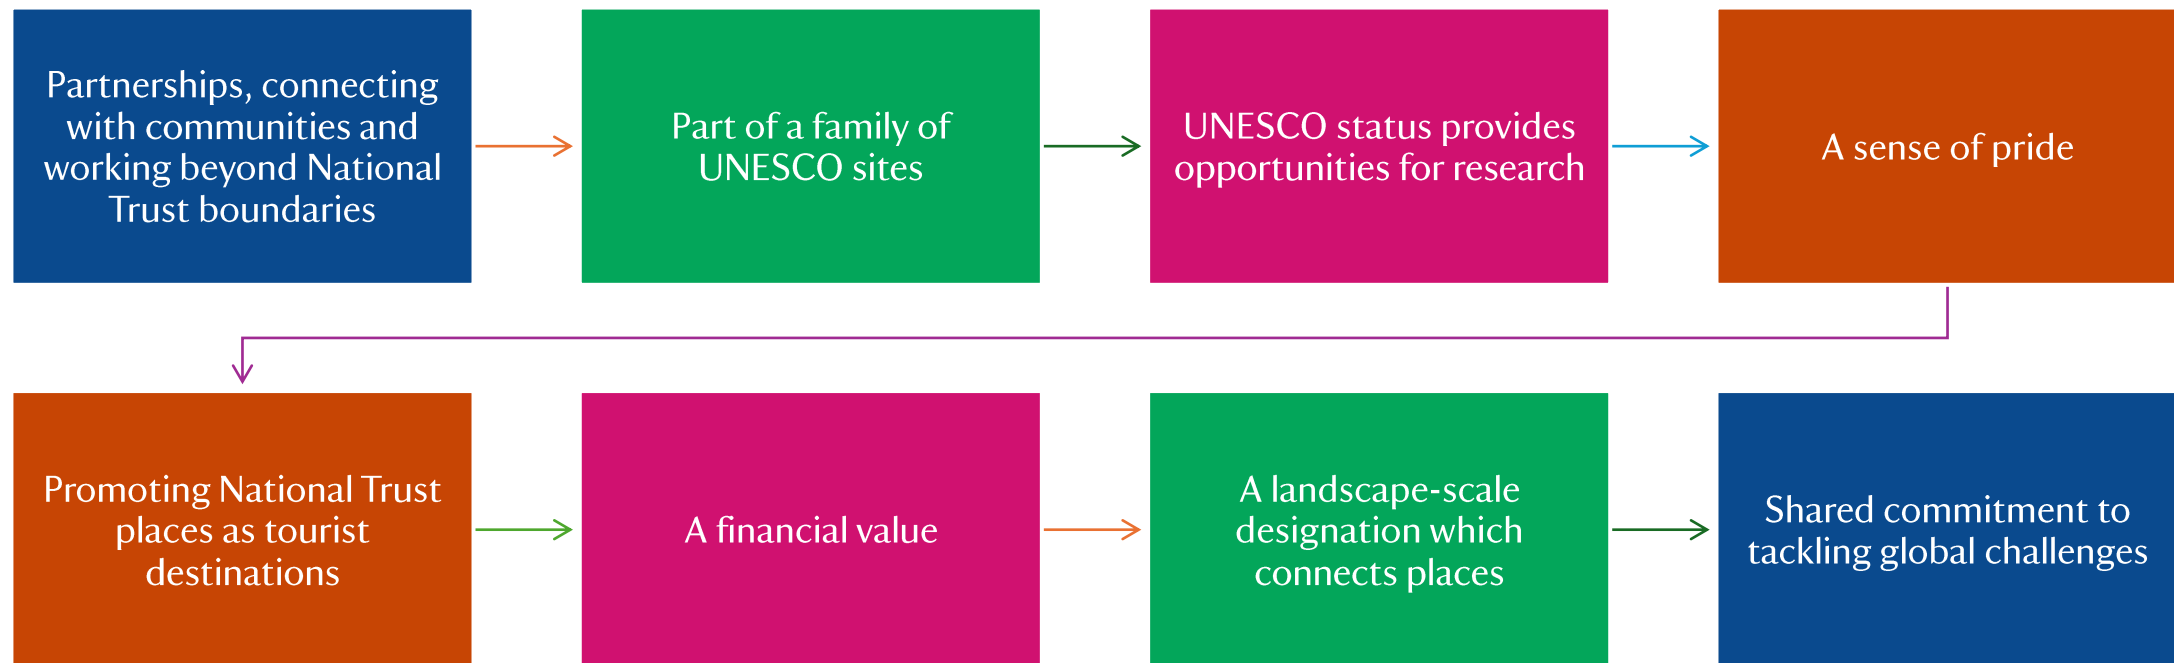 Partnerships, connecting
with communities and
working beyond National
Trust boundaries
Part of a family of
UNESCO sites
UNESCO status provides
opportunities for research
A sense of pride
Promoting National Trust
places as tourist
destinations
A financial value
A landscape-scale
designation which
connects places
Shared commitment to
tackling global challenges